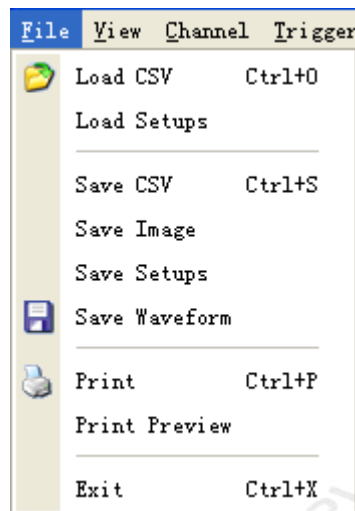 File View Channel Trigger
Load CSV Ctrl+O
Load Setups
Save CSV Ctrl+S
Save Image
Save Setups
Save Waveform
Print Ctrl+P
Print Preview
Exit Ctrl+X